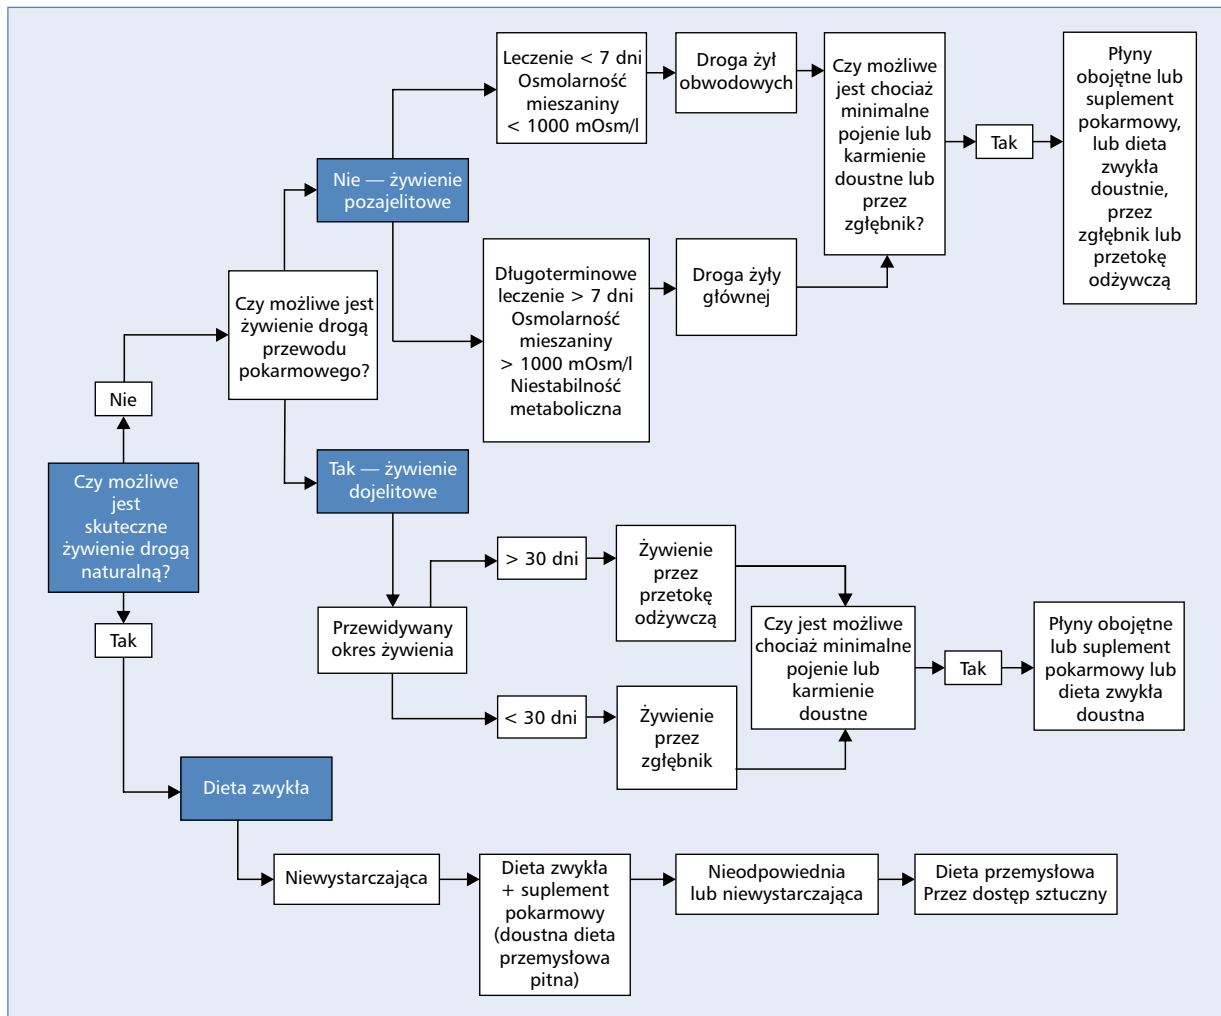 Czy możliwe
jest
skuteczne
żywienie drogą
naturalną?
Nie
Czy możliwe jest
żywienie drogą
przewodu
pokarmowego?
Nie — żywienie
pozajelitowe
Leczenie < 7 dni
Osmolarność
mieszaniny
< 1000 mOsm/l
Droga żył
obwodowych
Długoterminowe
leczenie > 7 dni
Osmolarność
mieszaniny
> 1000 mOsm/l
Niestabilność
metaboliczna
Droga żyły
głównej
Czy możliwe
jest chociaż
minimalne
pojenie lub
karmienie
doustne lub
przez
zgłębnik?
Tak
Płyny
obojętne lub
suplement
pokarmowy,
lub dieta
zwykła
doustnie,
przez
zgłębnik lub
przetokę
odżywczą
Tak — żywienie
dojelitowe
Przewidywany
okres żywienia
> 30 dni
Żywienie
przez
przetokę
odżywczą
< 30 dni
Żywienie
przez
zgłębnik
Czy jest możliwe
chociaż minimalne
pojenie lub
karmienie
doustne
Tak
Płyny obojętne
lub suplement
pokarmowy lub
dieta zwykła
doustna
Tak
Dieta zwykła
Niewystarczająca
Dieta zwykła
+ suplement
pokarmowy
(doustna dieta
przemysłowa
pitna)
Nieodpowiednia
lub niewystarczająca
Dieta przemysłowa
Przez dostęp sztuczny